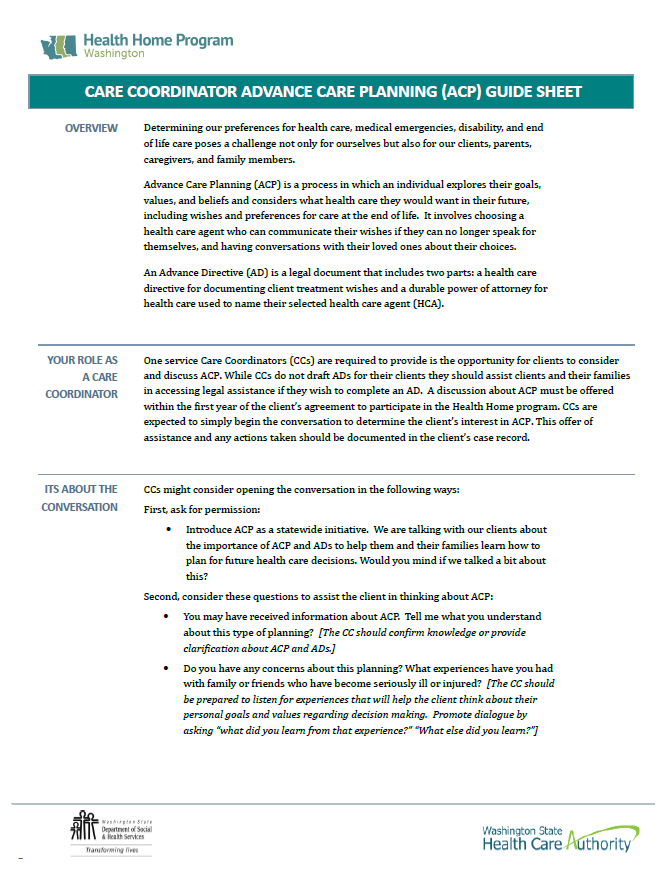 Health Home Program
Washington
CARE COORDINATOR ADVANCE CARE PLANNING (ACP) GUIDE SHEET
OVERVIEW
Determining our preferences for health care, medical emergencies, disability, and end
of life care poses a challenge not only for ourselves but also for our clients, parents,
caregivers, and family members.
Advance Care Planning (ACP) is a process in which an individual explores their goals,
values, and beliefs and considers what health care they would want in their future,
including wishes and preferences for care at the end of life. It involves choosing a
health care agent who can communicate their wishes if they can no longer speak for
themselves, and having conversations with their loved ones about their choices.
An Advance Directive (AD) is a legal document that includes two parts: a health care
directive for documenting client treatment wishes and a durable power of attorney for
health care used to name their selected health care agent (HCA).
YOUR ROLE AS
A CARE
COORDINATOR
One service Care Coordinators (CCs) are required to provide is the opportunity for clients to consider
and discuss ACP. While CCs do not draft ADs for their clients they should assist clients and their families
in accessing legal assistance if they wish to complete an AD. A discussion about ACP must be offered
within the first year of the client's agreement to participate in the Health Home program. CCs are
expected to simply begin the conversation to determine the client's interest in ACP. This offer of
assistance and any actions taken should be documented in the client's case record.
ITS ABOUT THE
CONVERSATION
CCs might consider opening the conversation in the following ways:
First, ask for permission:
• Introduce ACP as a statewide initiative. We are talking with our clients about
the importance of ACP and ADs to help them and their families learn how to
plan for future health care decisions. Would you mind if we talked a bit about
this?
Second, consider these questions to assist the client in thinking about ACP:
• You may have received information about ACP. Tell me what you understand
about this type of planning? [The CC should confirm knowledge or provide
clarification about ACP and ADs.]
• Do you have any concerns about this planning? What experiences have you had
with family or friends who have become seriously ill or injured? [The CC should
be prepared to listen for experiences that will help the client think about their
personal goals and values regarding decision making. Promote dialogue by
asking "what did you learn from that experience?" "What else did you learn?"]
Washington State
Department of Social
& Health Services
Transforming lives
Washington State
Health Care Authority